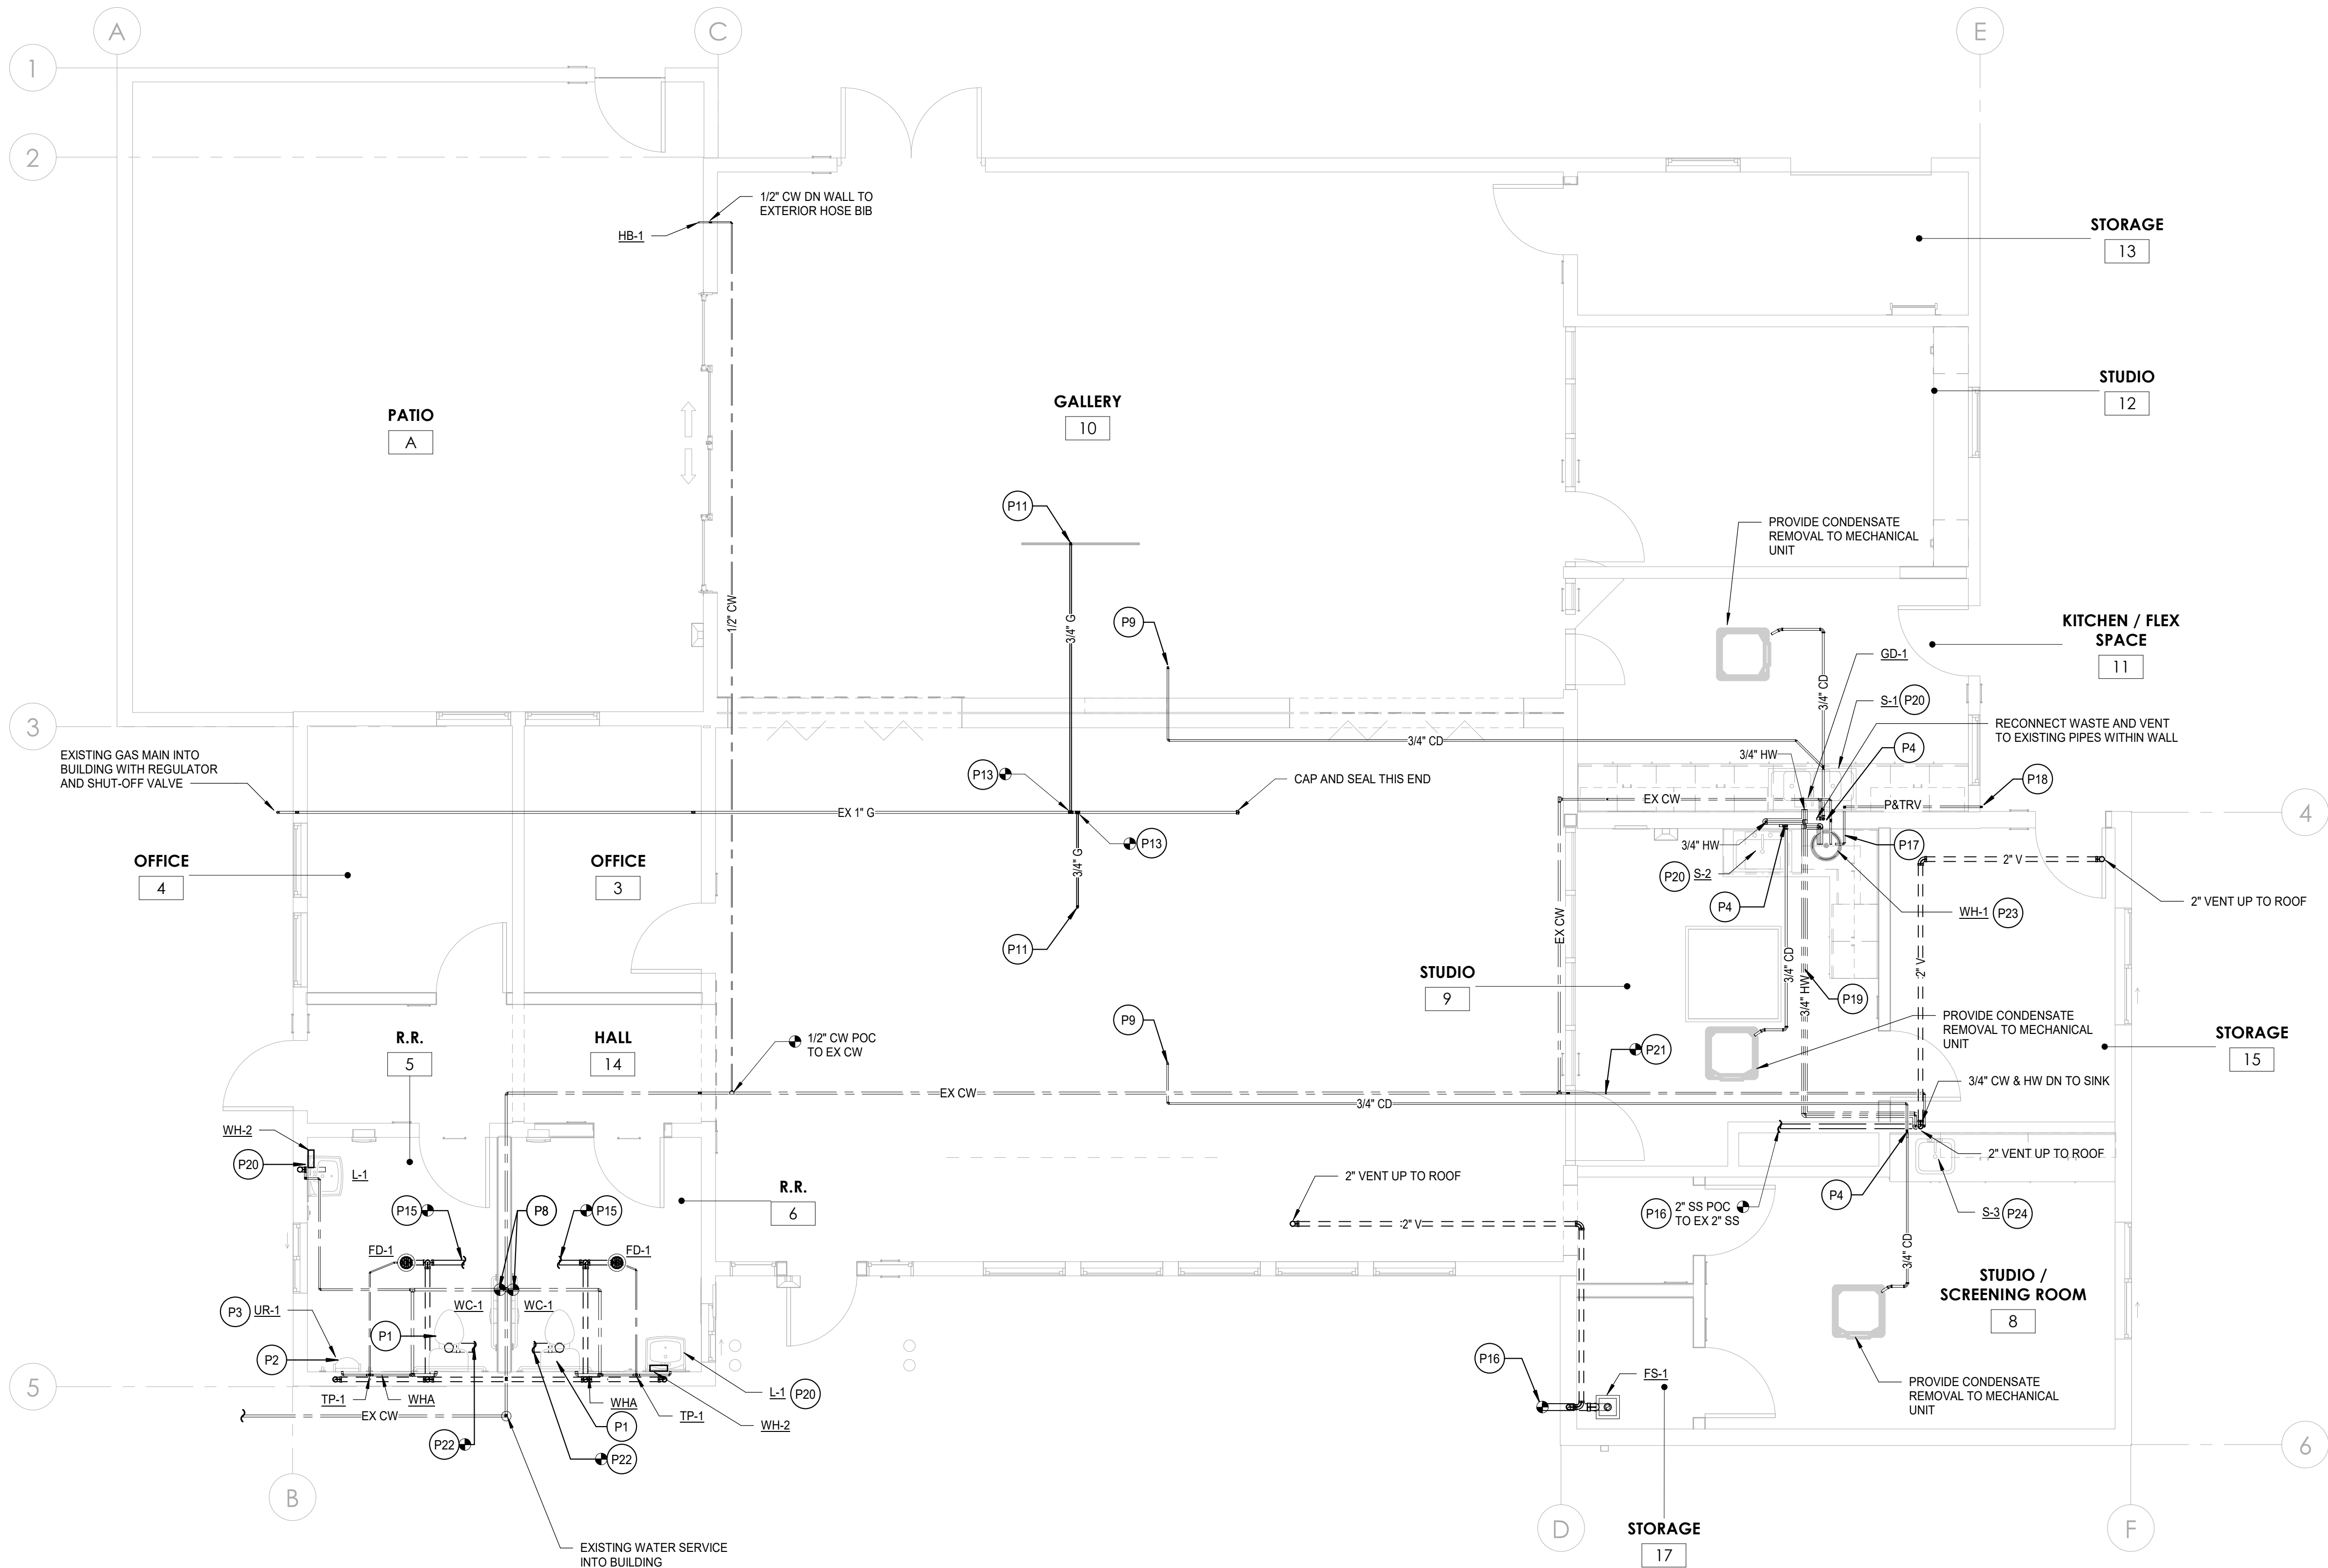 A
C
E
1
2
1/2" CW DN WALL TO
EXTERIOR HOSE BIB
HB-1
STORAGE
13
STUDIO
12
PATIO
A
GALLERY
10
P11
PROVIDE CONDENSATE
REMOVAL TO MECHANICAL
UNIT
1/2" CW
3/4" G
P9
KITCHEN / FLEX
SPACE
11
GD-1
3/4" CD
S-1
P20
3
RECONNECT WASTE AND VENT
TO EXISTING PIPES WITHIN WALL
3/4" CD
3/4" HW
P4
EXISTING GAS MAIN INTO
BUILDING WITH REGULATOR
AND SHUT-OFF VALVE
P13
CAP AND SEAL THIS END
P18
EX CW
P&TRV
EX 1" G
4
P13
3/4" HW
P17
OFFICE
4
OFFICE
3
3/4" G
P20
S-2
2" V
2" VENT UP TO ROOF
P4
WH-1
P23
EX CW
P11
STUDIO
9
3/4" CD
3/4" HW
2" V
P19
P9
PROVIDE CONDENSATE
REMOVAL TO MECHANICAL
UNIT
R.R.
5
HALL
14
1/2" CW POC
TO EX CW
P21
STORAGE
15
3/4" CW & HW DN TO SINK
EX CW
3/4" CD
WH-2
P20
L-1
2" VENT UP TO ROOF
2" VENT UP TO ROOF
R.R.
6
P4
P15
P8
P15
P16
2" SS POC
TO EX 2" SS
S-3
P24
2" V
FD-1
FD-1
3/4" CD
STUDIO /
SCREENING ROOM
8
P3
UR-1
WC-1
WC-1
P1
P2
P16
FS-1
5
L-1
P20
PROVIDE CONDENSATE
REMOVAL TO MECHANICAL
UNIT
TP-1
WHA
WHA
TP-1
EX CW
P1
WH-2
P22
P22
6
B
D
F
STORAGE
17
EXISTING WATER SERVICE
INTO BUILDING